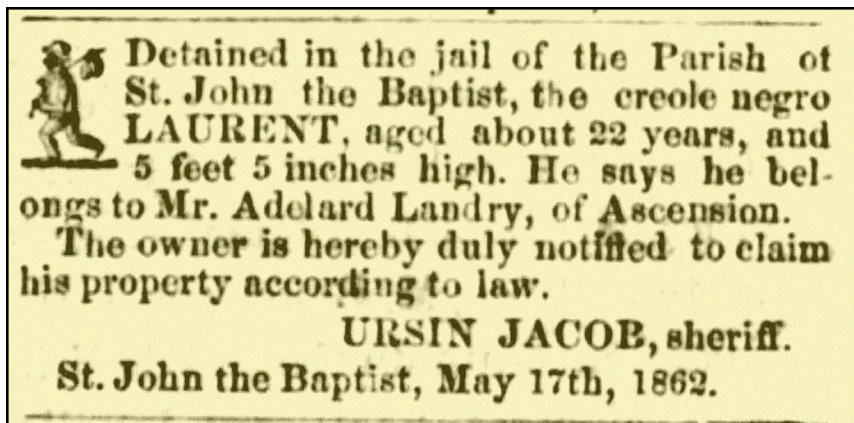 Detained in the jail of the Parish of
St. John the Baptist, the creole negro
LAURENT, aged about 22 years, and
5 feet 5 inches high. He says he bel-
ongs to Mr. Adelard Landry, of Ascension.
The owner is hereby duly notified to claim
his property according to law.
URSIN JACOB, sheriff.
St. John the Baptist, May 17th, 1862.